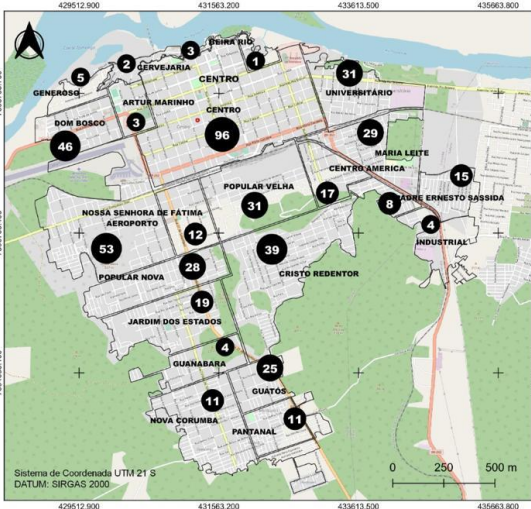 429512.900 431563.200 433613.500 435663.800
3
BEIRA RIO
2
1
CERVEJARIA
5
CENTRO
31
GENEROSO
UNIVERSITÁRIO
ARTUR MARINHO
CENTRO
3
DOM BOSCO
96
29
46
MARIA LEITE
CENTRO AMERICA
15
POPULAR VELHA
17
PADRE ERNESTO SASSIDA
31
8
NOSSA SENHORA DE FÁTIMA
4
AEROPORTO
12
INDUSTRIAL
53
39
28
POPULAR NOVA
CRISTO REDENTOR
19
JARDIM DOS ESTADOS
4
GUANABARA
25
GUATÓS
11
NOVA CORUMBA
11
PANTANAL
Sistema de Coordenada UTM 21 S
DATUM: SIRGAS 2000
0 250 500 m
429512.900 431563.200 433613.500 435663.800